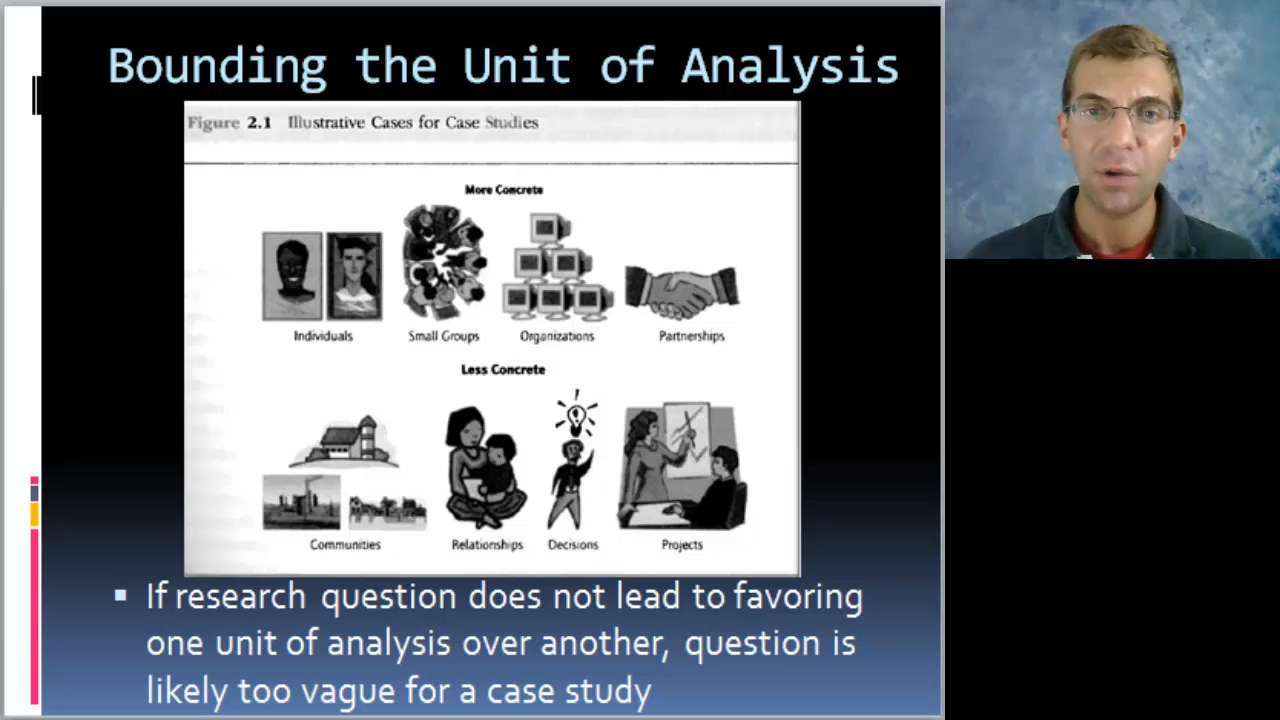 Bounding the Unit of Analysis
Figure 2.1 Illustrative Cases for Case Studies
More Concrete
Individuals
Small Groups
Organizations
Partnerships
Less Concrete
Communities
Relationships
Decisions
Projects
If research question does not lead to favoring
one unit of analysis over another, question is
likely too vague for a case study